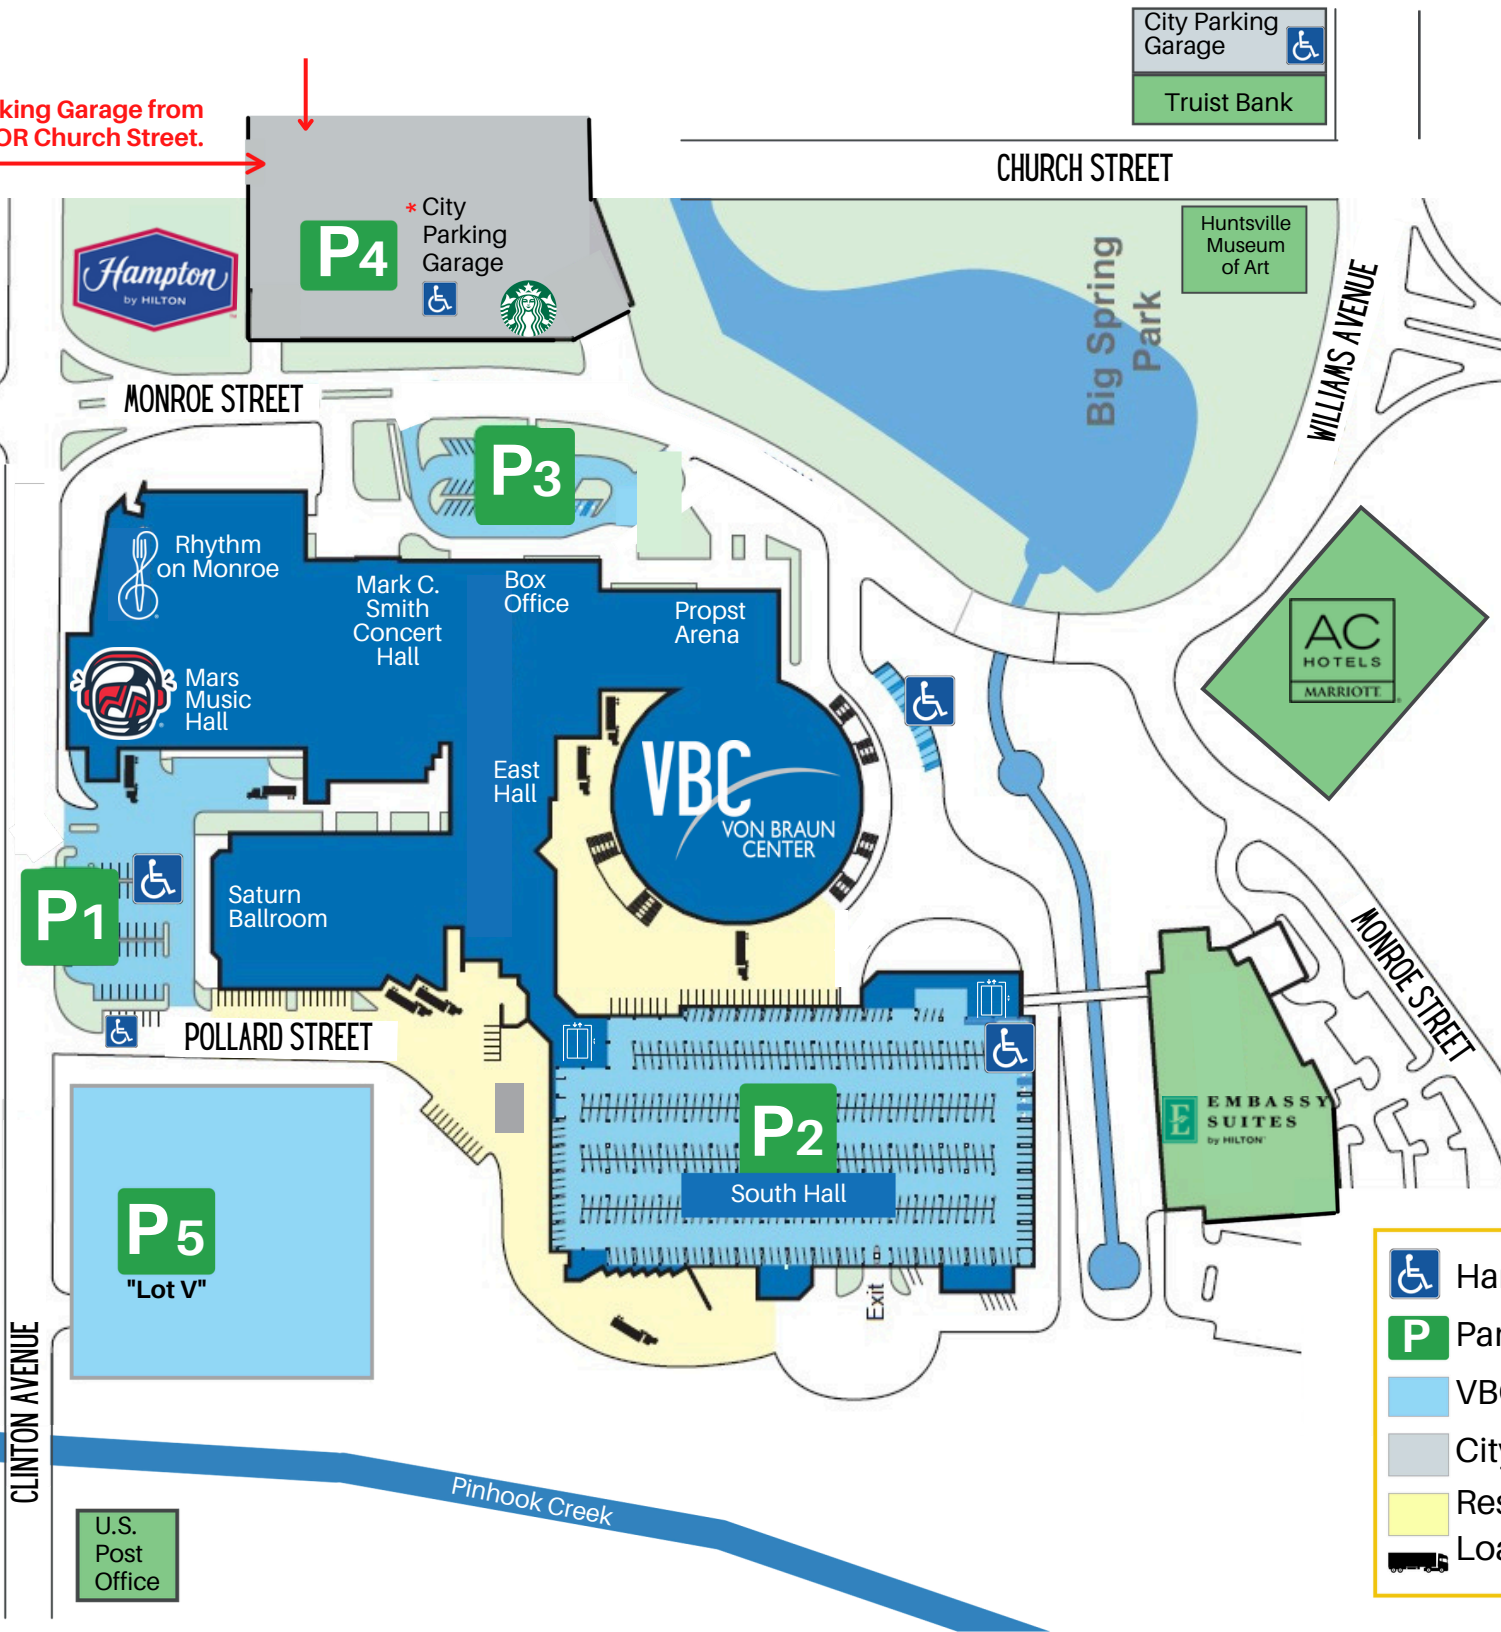 City Parking
Garage
Truist Bank
king Garage from
OR Church Street.
CHURCH STREET
* City
Parking
Garage
P4
Hampton
by HILTON
Huntsville
Museum
of Art
Big Spring
Park
WILLIAMS AVENUE
MONROE STREET
P3
Rhythm
on Monroe
Mark C.
Smith
Concert
Hall
Box
Office
Propst
Arena
AC
HOTELS
MARRIOTT
Mars
Music
Hall
East
Hall
VBC
VON BRAUN
CENTER
Saturn
Ballroom
P1
MONROE STREET
POLLARD STREET
EMBASSY
SUITES
by HILTON
P2
South Hall
P5
"Lot V"
Exit
CLINTON AVENUE
Pinhook Creek
U.S.
Post
Office
Ha
P Par
VB
City
Res
Loa